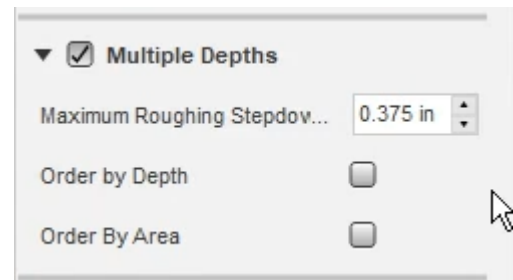 Multiple Depths
Maximum Roughing Stepdov... 0.375 in
Order by Depth
Order By Area